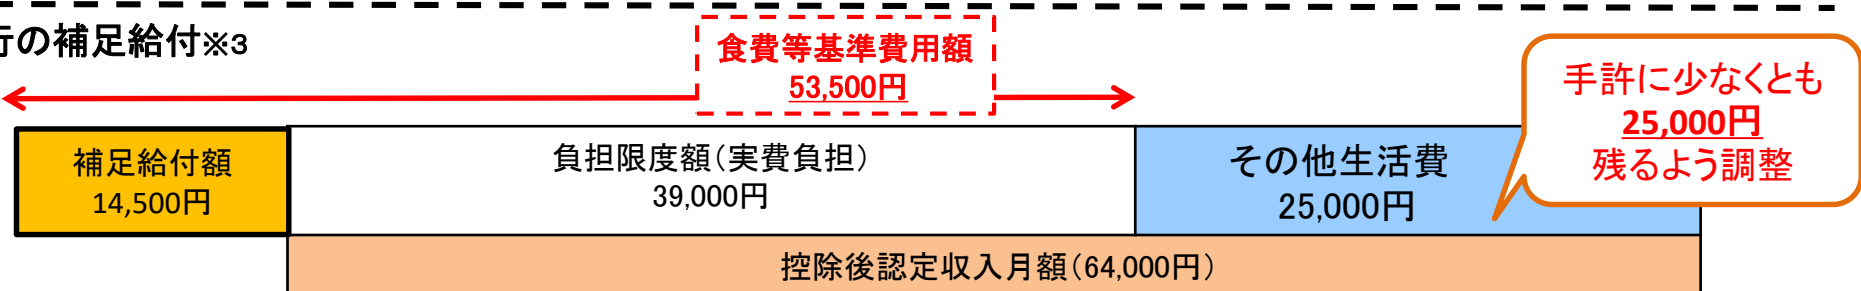 行の補足給付※3
食費等基準費用額
53,500円
手許に少なくとも
25,000円
残るよう調整
補足給付額
14,500円
負担限度額(実費負担)
39,000円
その他生活費
25,000円
控除後認定収入月額(64,000円)